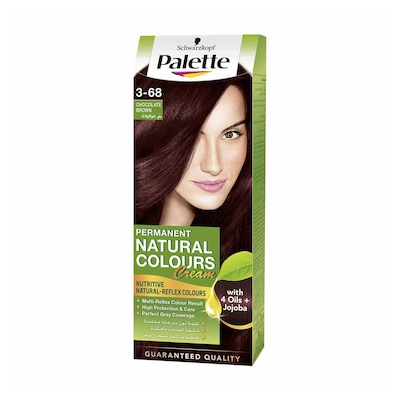 Schwarzkopf
Palette
3-68
CHOCOLATE
BROWN
PERMANENT
NATURAL
COLOURS
Cream
NUTRITIVE
NATURAL-REFLEX COLOURS
• Multi-Reflex Colour Result
• High Protection & Care
• Perfect Gray Coverage
with
4 Oils +
Jojoba
GUARANTEED QUALITY